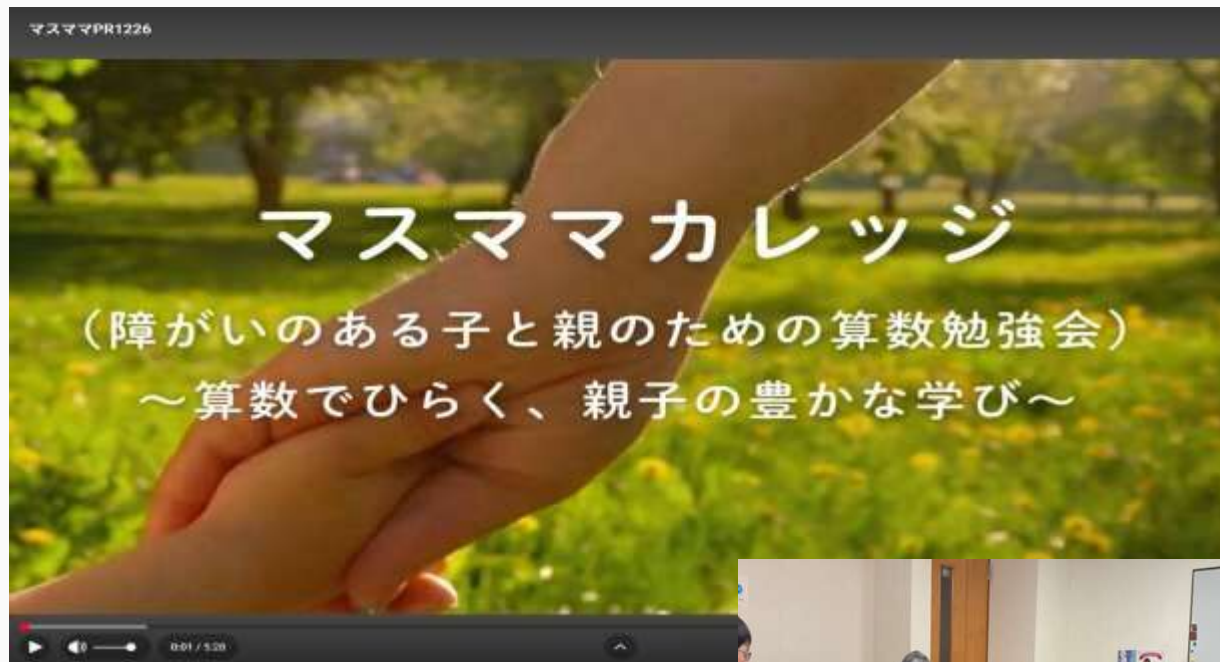 マスママPR1226
マスママカレッジ
（障がいのある子と親のための算数勉強会）
～算数でひらく、親子の豊かな学び～
0:01 / 5:28